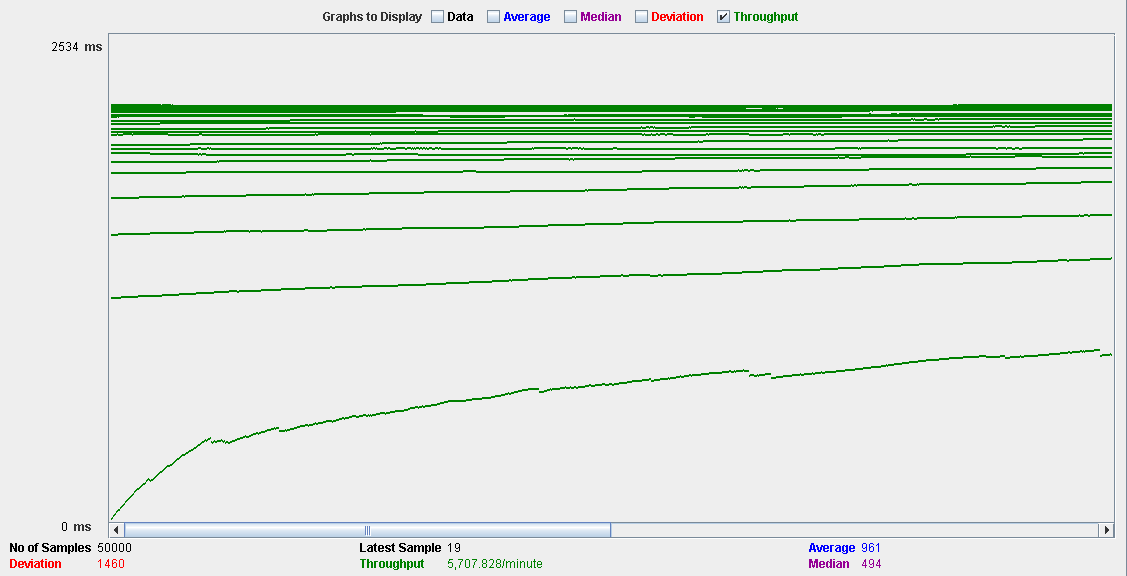 Graphs to Display Data Average Median Deviation Throughput
2534 ms
0 ms
No of Samples 50000 Latest Sample 19 Average 961
Deviation 1460 Throughput 5,707.828/minute Median 494